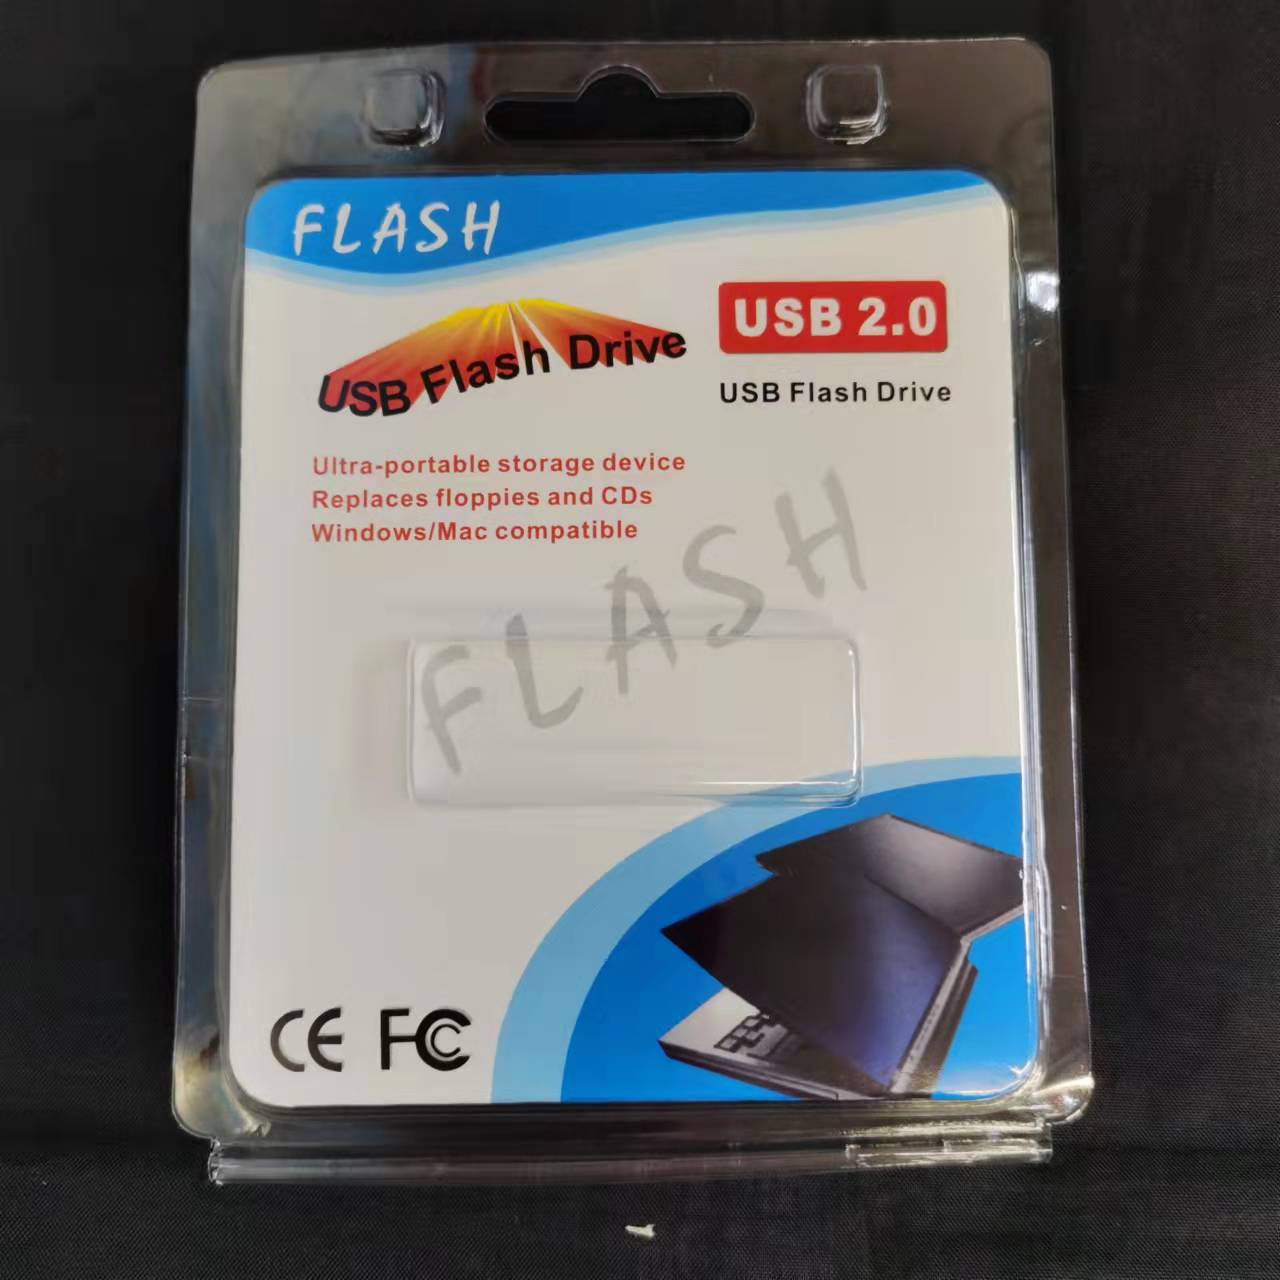 FLASH
USB Flash Drive
USB 2.0
USB Flash Drive
Ultra-portable storage device
Replaces floppies and CDs
Windows/Mac compatible
FLASH
CE FC